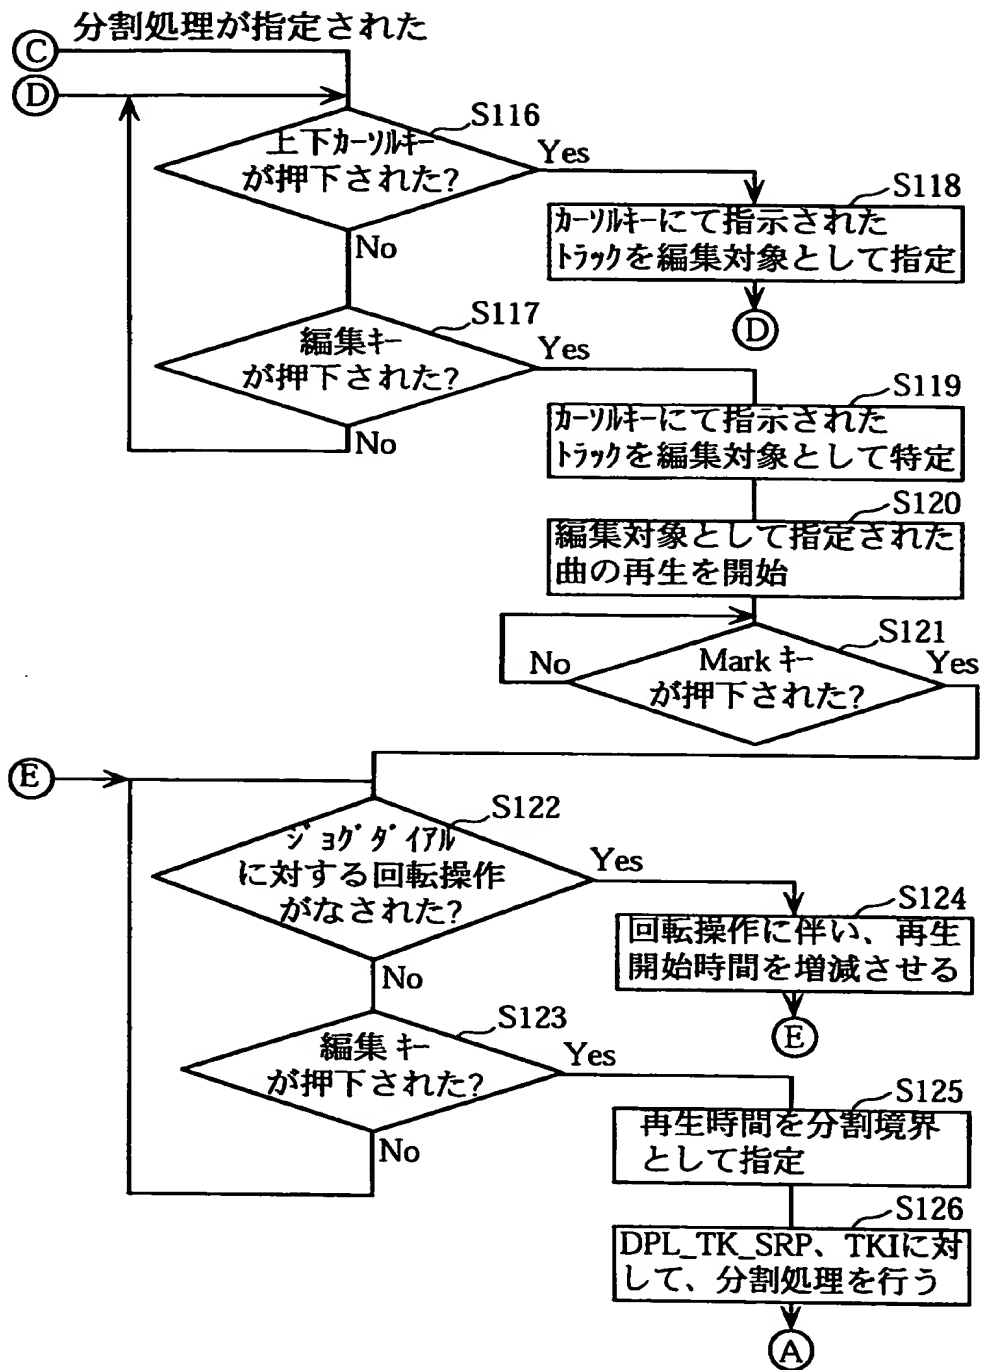 分割処理が指定された
C
D
S116
上下カーソルキー
が押下された?
Yes
No
S118
カーソルキーにて指示された
トラックを編集対象として指定
D
S117
編集キー
が押下された?
Yes
No
S119
カーソルキーにて指示された
トラックを編集対象として特定
S120
編集対象として指定された
曲の再生を開始
S121
Mark キー
が押下された?
No
Yes
E
S122
ジョグダイアル
に対する回転操作
がなされた?
Yes
No
S124
回転操作に伴い、再生
開始時間を増減させる
E
S123
編集 キー
が押下された?
Yes
No
S125
再生時間を分割境界
として指定
S126
DPL_TK_SRP、TKIに対
して、分割処理を行う
A